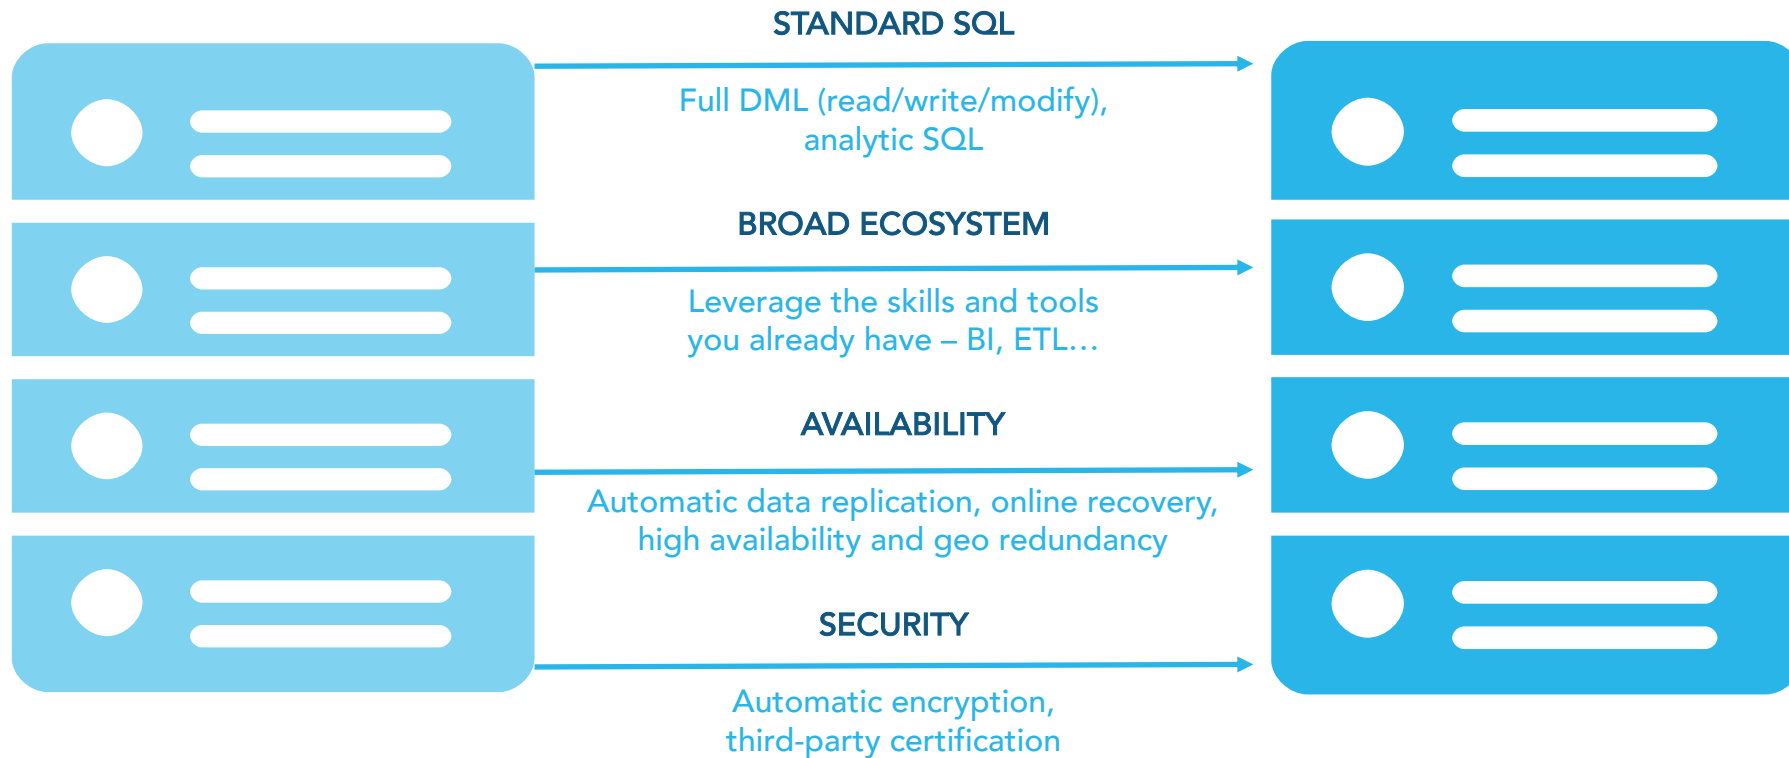 STANDARD SQL
Full DML (read/write/modify),
analytic SQL
BROAD ECOSYSTEM
Leverage the skills and tools
you already have – BI, ETL…
AVAILABILITY
Automatic data replication, online recovery,
high availability and geo redundancy
SECURITY
Automatic encryption,
third-party certification